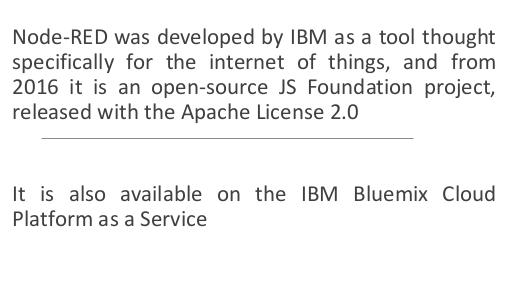 Node-RED was developed by IBM as a tool thought
specifically for the internet of things, and from
2016 it is an open-source JS Foundation project,
released with the Apache License 2.0
It is also available on the IBM Bluemix Cloud
Platform as a Service